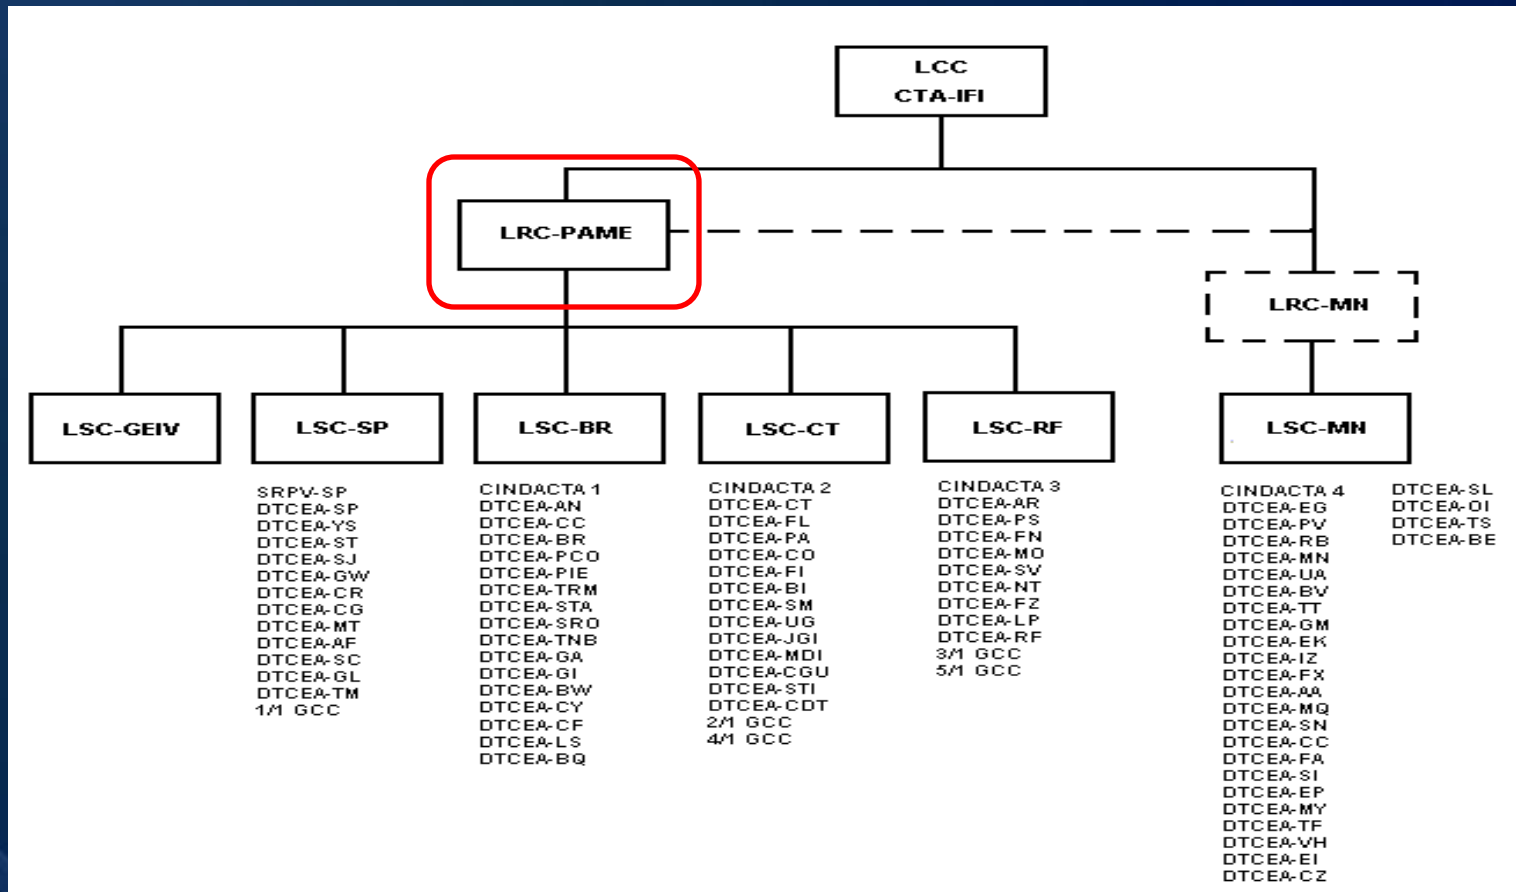 LCC
CTA-IFI
LRC-PAME
LRC-MN
LSC-GEIV
LSC-SP
LSC-BR
LSC-CT
LSC-RF
LSC-MN
SRPV-SP
DTCEA-SP
DTCEA-YS
DTCEA-ST
DTCEA-SJ
DTCEA-GW
DTCEA-CR
DTCEA-CG
DTCEA-MT
DTCEA-AF
DTCEA-SC
DTCEA-GL
DTCEA-TM
1/1 GCC
CINDACTA 1
DTCEA-AN
DTCEA-CC
DTCEA-BR
DTCEA-PCO
DTCEA-PIE
DTCEA-TRM
DTCEA-STA
DTCEA-SRO
DTCEA-TNB
DTCEA-GA
DTCEA-GI
DTCEA-BW
DTCEA-CY
DTCEA-CF
DTCEA-LS
DTCEA-BQ
CINDACTA 2
DTCEA-CT
DTCEA-FL
DTCEA-PA
DTCEA-CO
DTCEA-FI
DTCEA-BI
DTCEA-SM
DTCEA-UG
DTCEA-JGI
DTCEA-MDI
DTCEA-CGU
DTCEA-STI
DTCEA-CDT
2/1 GCC
4/1 GCC
CINDACTA 3
DTCEA-AR
DTCEA-PS
DTCEA-FN
DTCEA-MO
DTCEA-SV
DTCEA-NT
DTCEA-FZ
DTCEA-LP
DTCEA-RF
3/1 GCC
5/1 GCC
CINDACTA 4
DTCEA-EG
DTCEA-PV
DTCEA-RB
DTCEA-MN
DTCEA-UA
DTCEA-BV
DTCEA-TT
DTCEA-GM
DTCEA-EK
DTCEA-IZ
DTCEA-FX
DTCEA-AA
DTCEA-MQ
DTCEA-SN
DTCEA-CC
DTCEA-FA
DTCEA-SI
DTCEA-EP
DTCEA-MY
DTCEA-TF
DTCEA-VH
DTCEA-EI
DTCEA-CZ
DTCEA-SL
DTCEA-OI
DTCEA-TS
DTCEA-BE